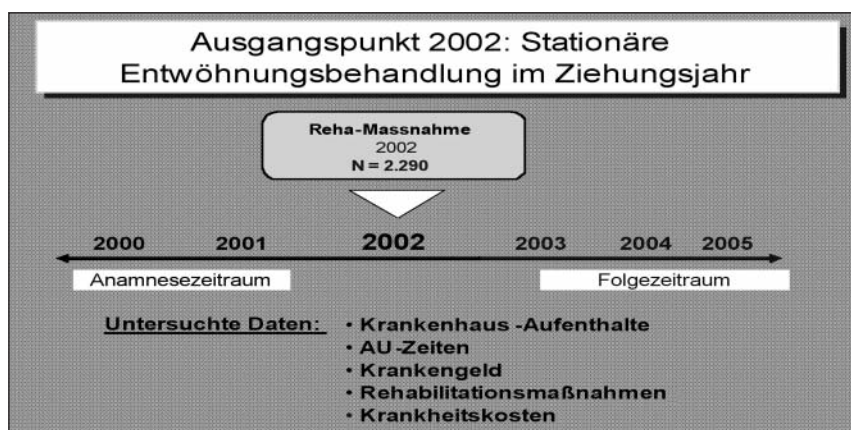 Ausgangspunkt 2002: Stationäre
Entwöhnungsbehandlung im Ziehungsjahr
Reha-Massnahme
2002
N = 2.290
2000 2001 2002 2003 2004 2005
Anamnesezeitraum Folgezeitraum
Untersuchte Daten: • Krankenhaus -Aufenthalte
• AU-Zeiten
• Krankengeld
• Rehabilitationsmaßnahmen
• Krankheitskosten